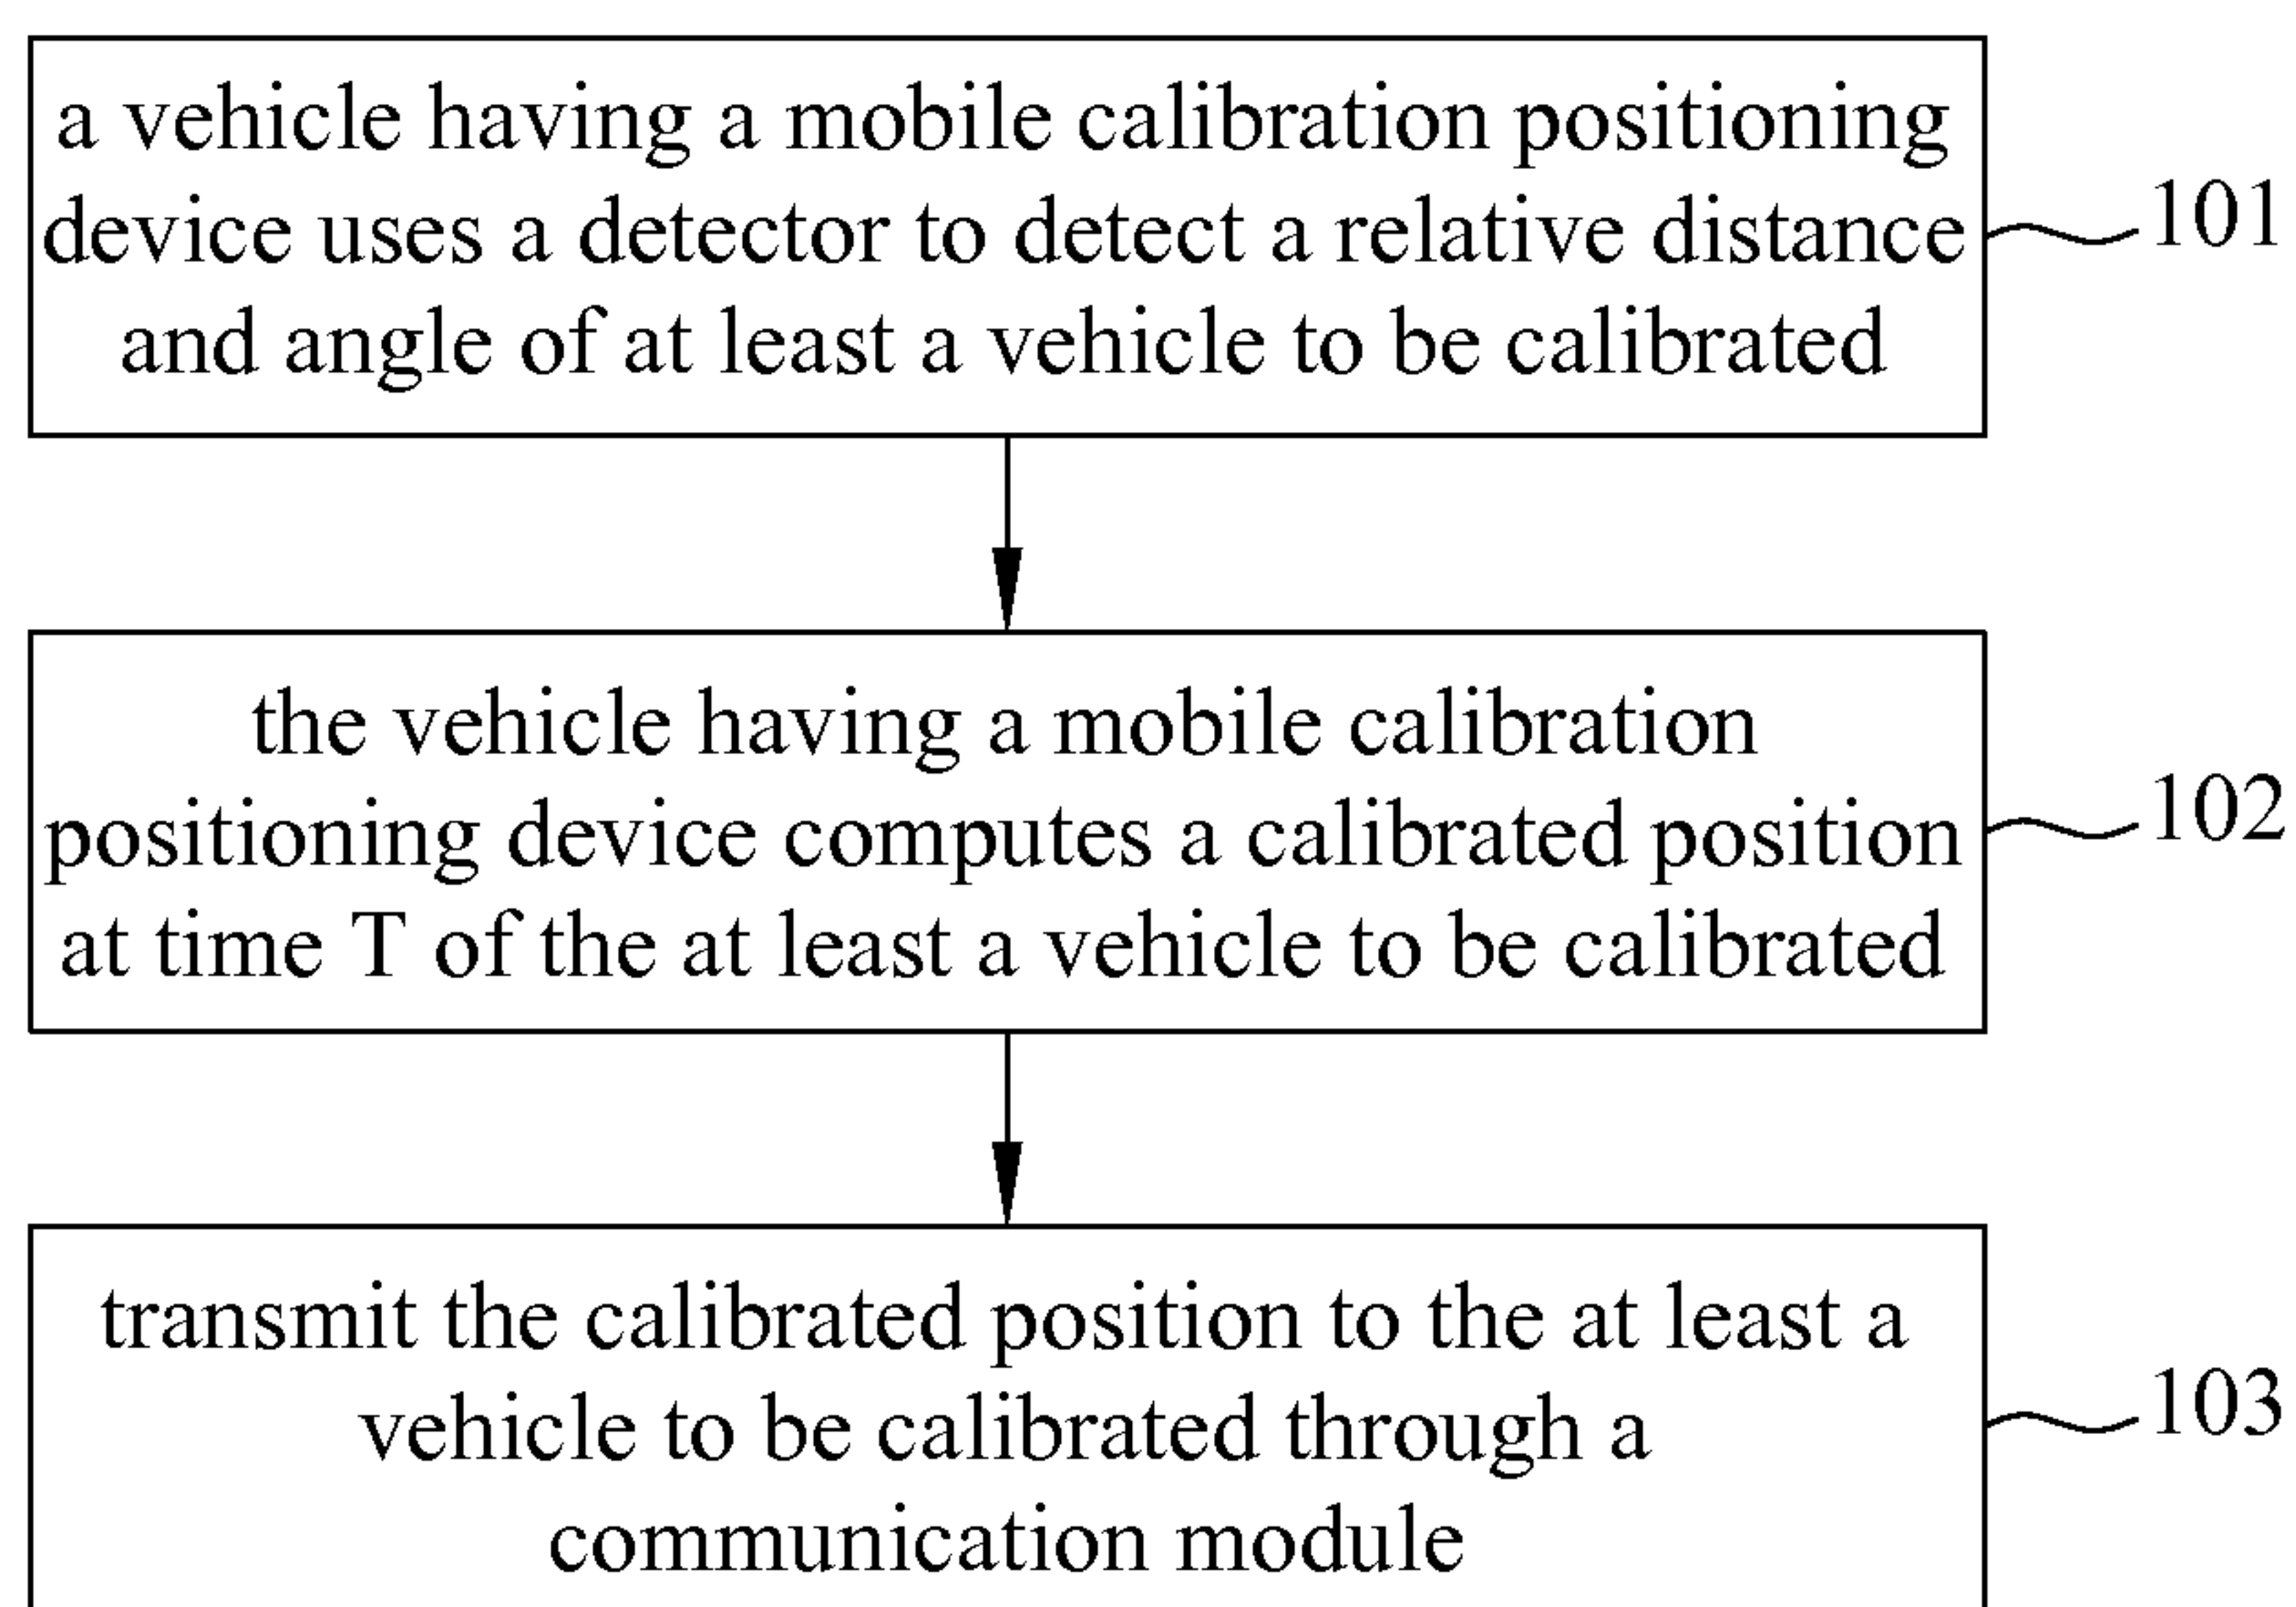 a vehicle having a mobile calibration positioning
device uses a detector to detect a relative distance
and angle of at least a vehicle to be calibrated
101
the vehicle having a mobile calibration
positioning device computes a calibrated position
at time T of the at least a vehicle to be calibrated
102
transmit the calibrated position to the at least a
vehicle to be calibrated through a
communication module
103